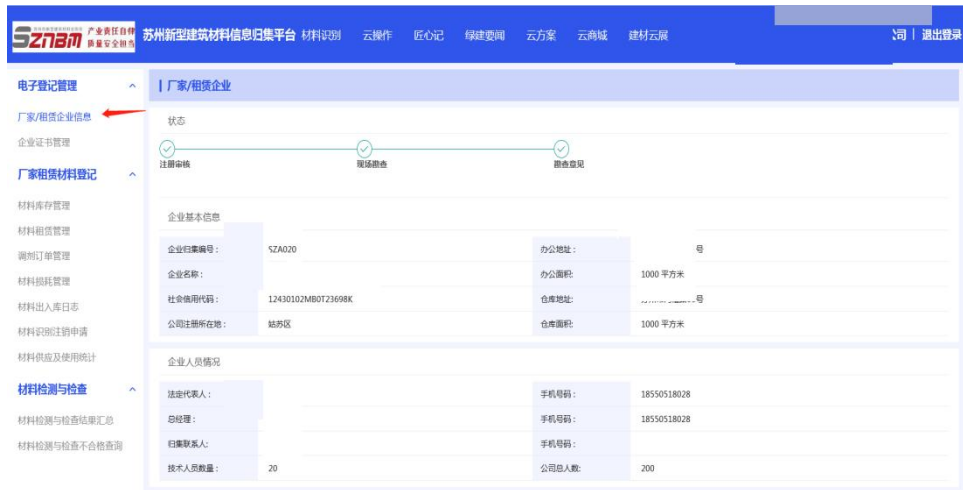 SZNBM 产业责任自律
质量安全担当
苏州新型建筑材料信息归集平台 材料识别 云操作 匠心记 绿建要闻 云方案 云商城 建材云展 司 | 退出登录
电子登记管理
厂家/租赁企业信息
企业证书管理
厂家租赁材料登记
材料库存管理
材料租赁管理
调剂订单管理
材料损耗管理
材料出入库日志
材料识别注销申请
材料供应及使用统计
材料检测与检查
材料检测与检查结果汇总
材料检测与检查不合格查询
厂家/租赁企业
状态
注册审核 现场勘查 勘查意见
企业基本信息
企业归集编号： SZA020 办公地址： 号
企业名称： 办公面积: 1000 平方米
社会信用代码： 12430102MB0T23698K 仓库地址: 号
公司注册所在地： 姑苏区 仓库面积: 1000 平方米
企业人员情况
法定代表人： 手机号码： 18550518028
总经理： 手机号码： 18550518028
归集联系人: 手机号码：
技术人员数量： 20 公司总人数: 200